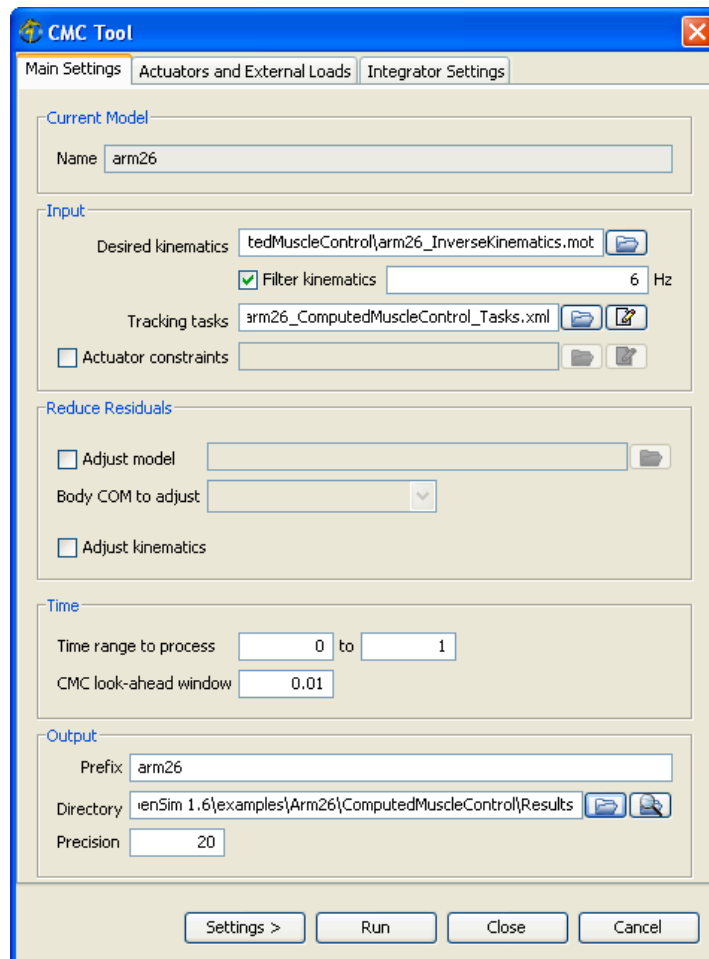 CMC Tool
Main Settings Actuators and External Loads Integrator Settings
Current Model
Name arm26
Input
Desired kinematics tedMuscleControl\arm26_InverseKinematics.mot
Filter kinematics 6 Hz
Tracking tasks arm26_ComputedMuscleControl_Tasks.xml
Actuator constraints
Reduce Residuals
Adjust model
Body COM to adjust
Adjust kinematics
Time
Time range to process 0 to 1
CMC look-ahead window 0.01
Output
Prefix arm26
Directory enSim 1.6\examples\Arm26\ComputedMuscleControl\Results
Precision 20
Settings > Run Close Cancel